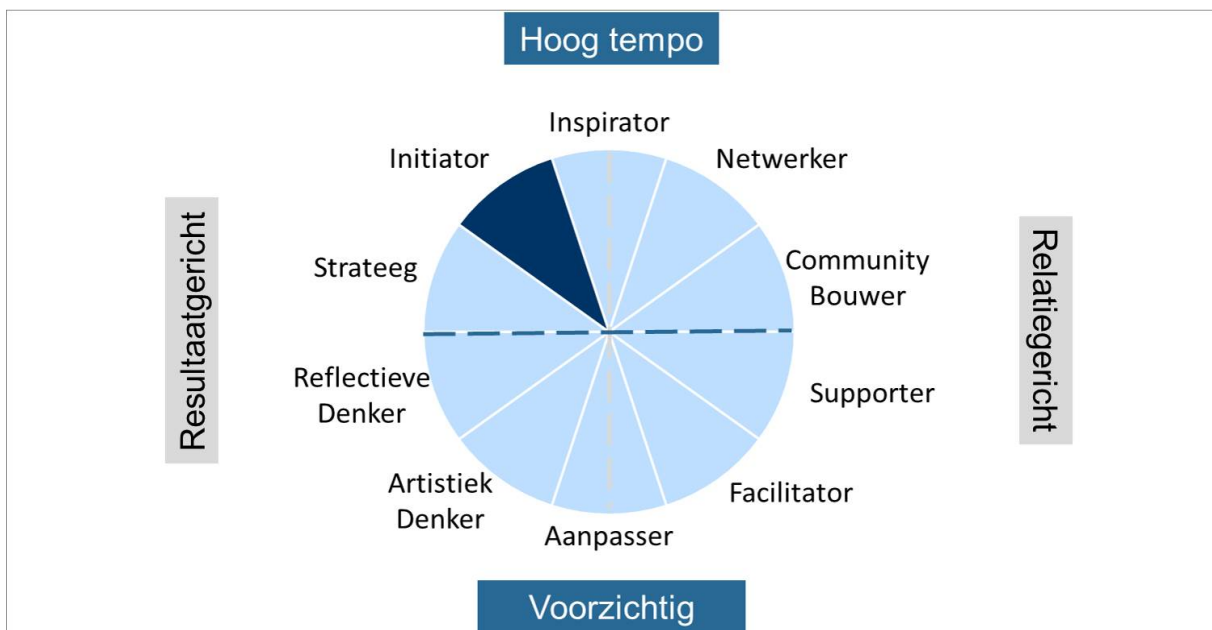 Hoog tempo
Inspirator
Initiator
Netwerker
Strateeg
Community
Bouwer
Resultaatgericht
Relatiegericht
Reflectieve
Denker
Supporter
Artistiek
Denker
Facilitator
Aanpasser
Voorzichtig